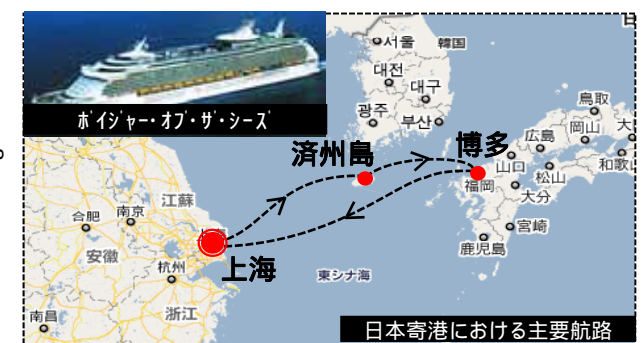 ボイジャー・オブ・ザ・シーズ
서울
韓国
대전
대구
광주
부산
済州島
博多
鳥取
岡山
広島
山口
松山
和歌
福岡
大分
宮崎
鹿児島
江蘇
合肥
南京
安徽
上海
杭州
東シナ海
浙江
南昌
日本寄港における主要航路